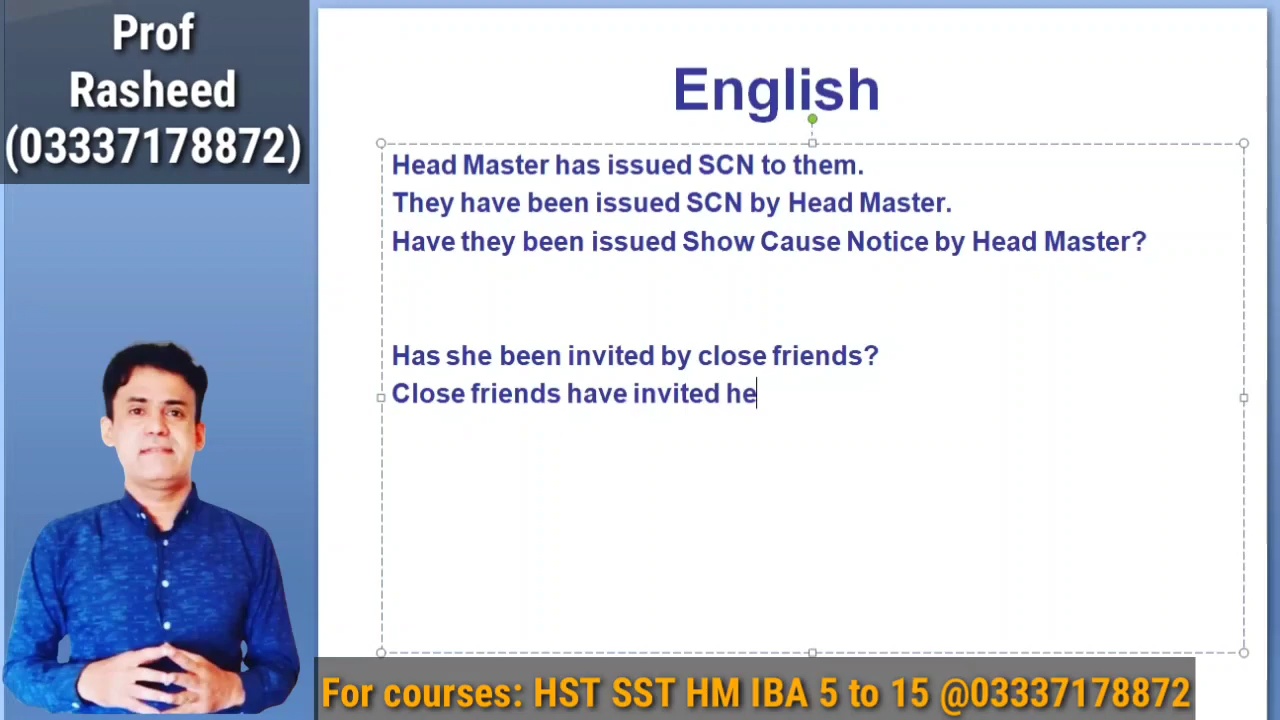 Prof
Rasheed
(03337178872)
English
Head Master has issued SCN to them.
They have been issued SCN by Head Master.
Have they been issued Show Cause Notice by Head Master?
Has she been invited by close friends?
Close friends have invited he
For courses: HST SST HM IBA 5 to 15 @03337178872